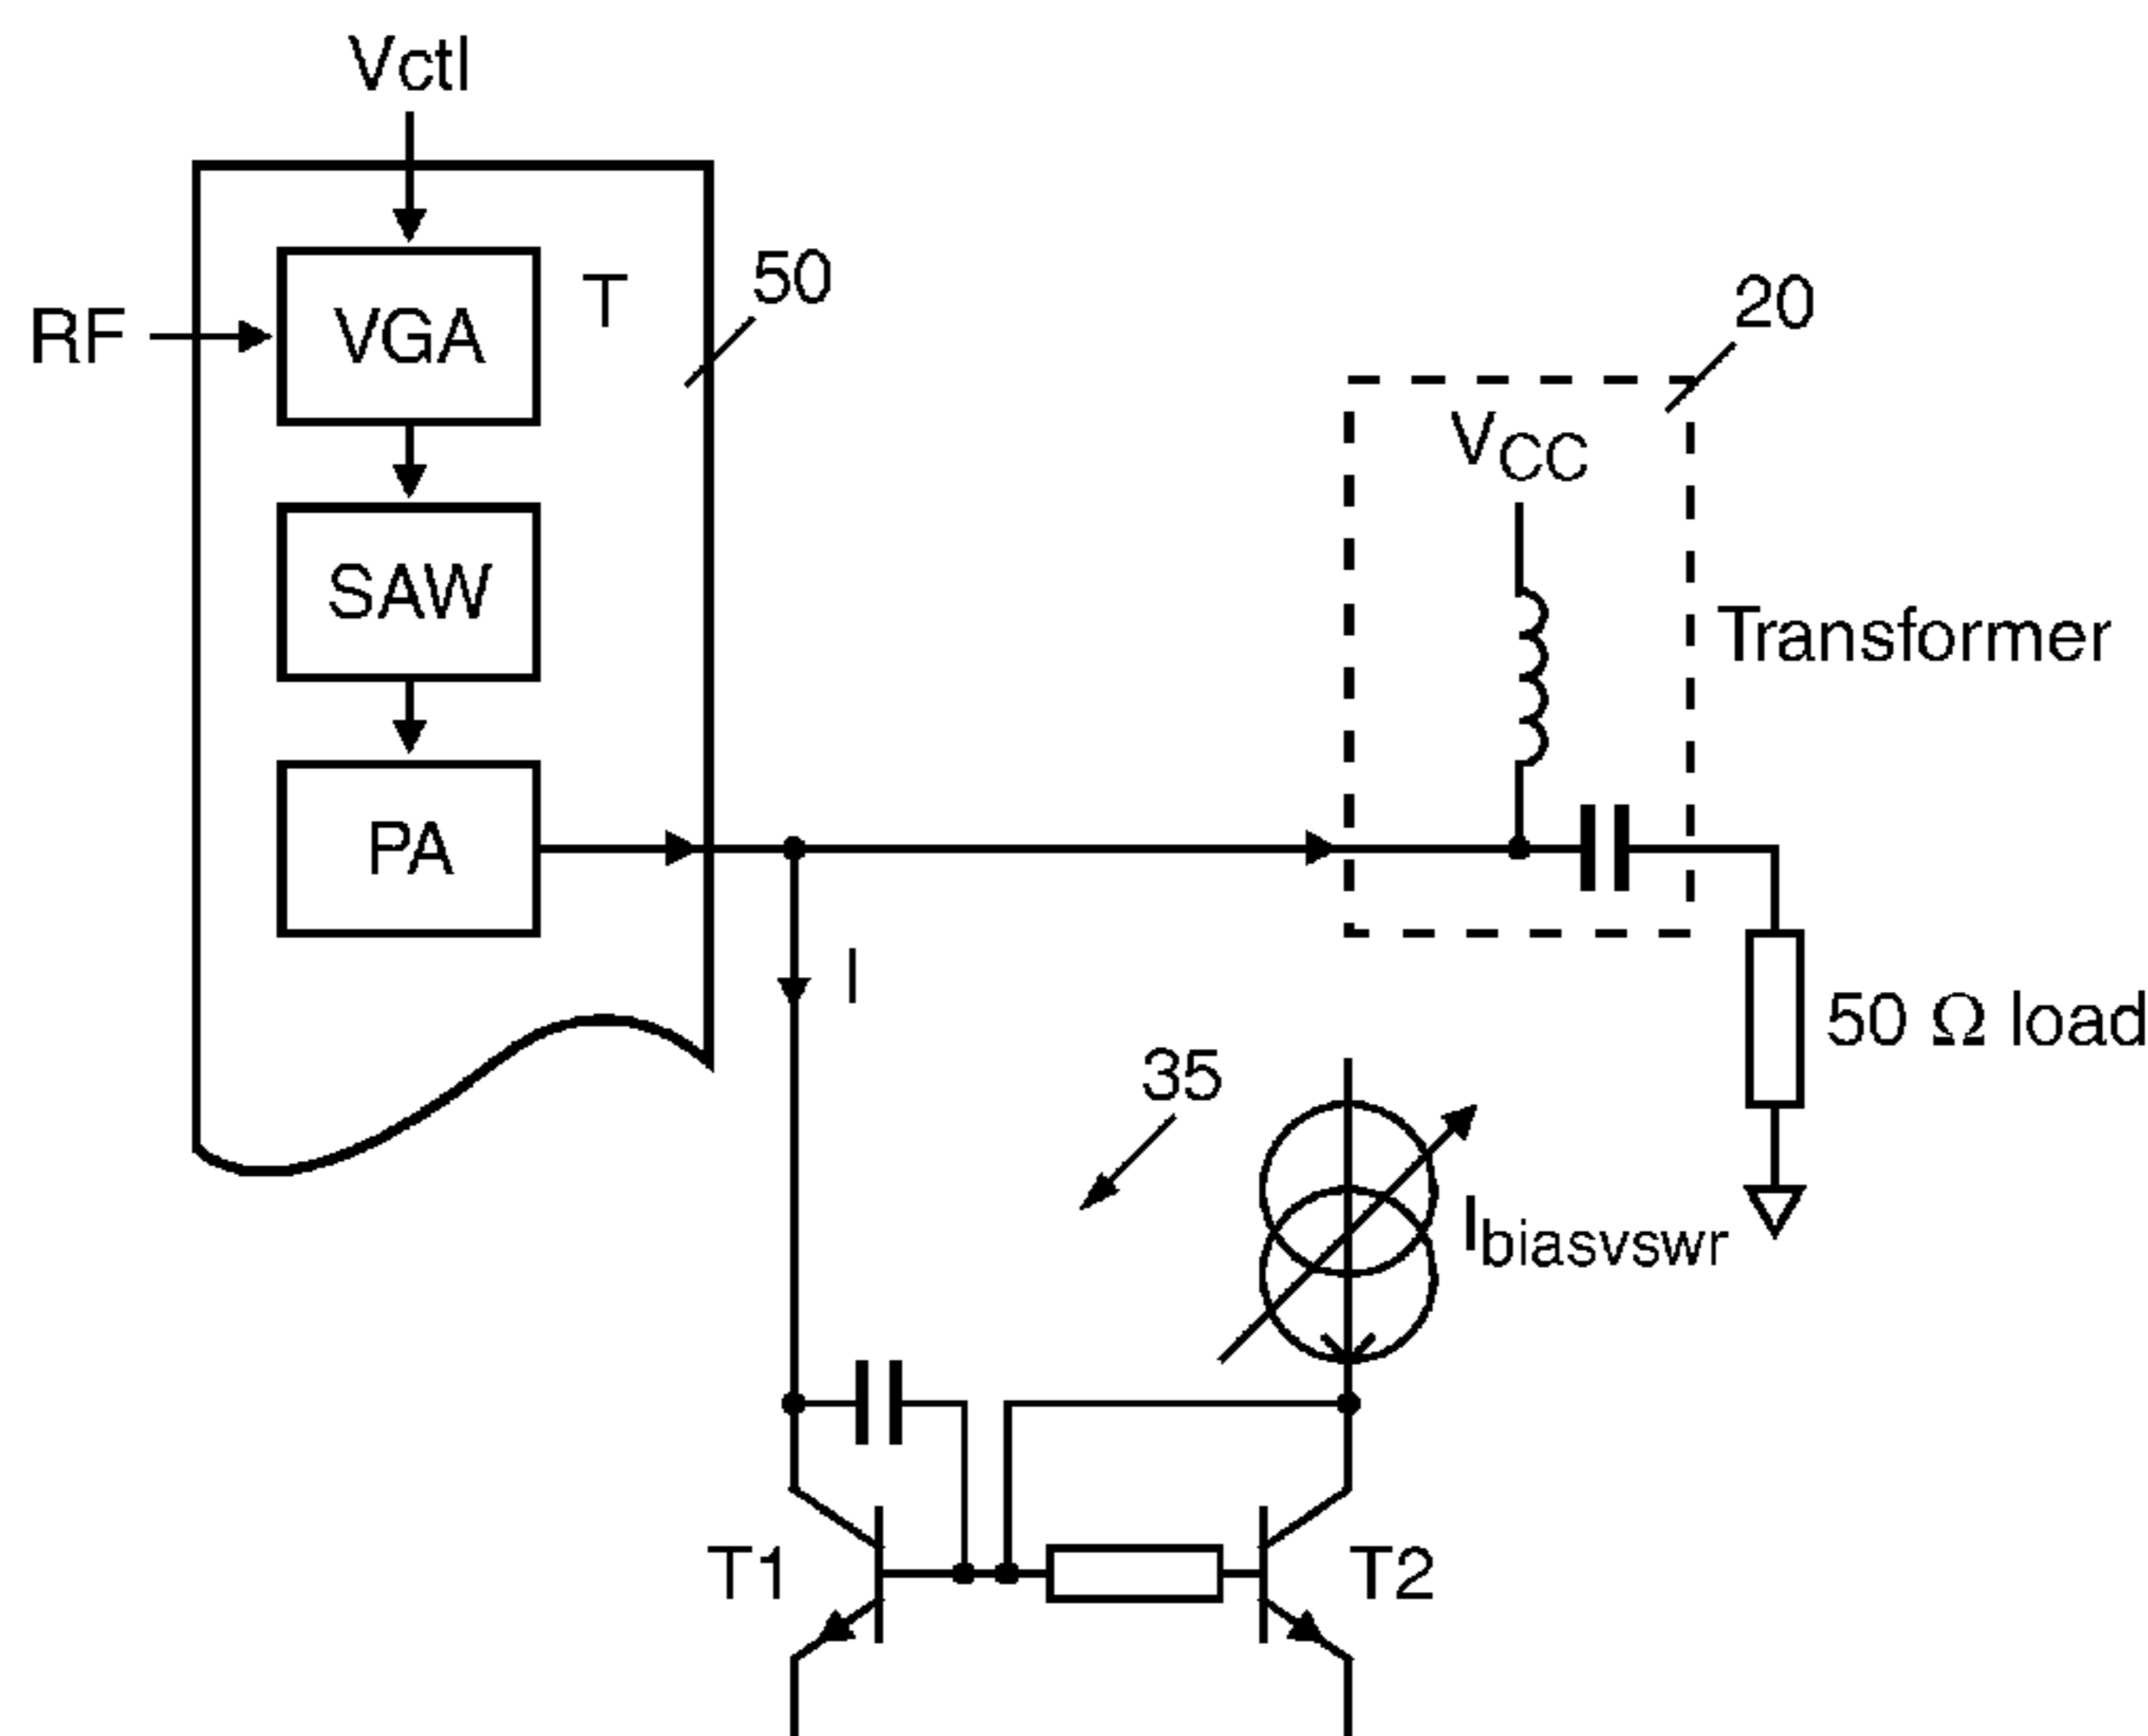 Vctl
RF
VGA
T
50
20
VCC
SAW
Transformer
PA
I
50 Ω load
35
Ibiasvswr
T1
T2